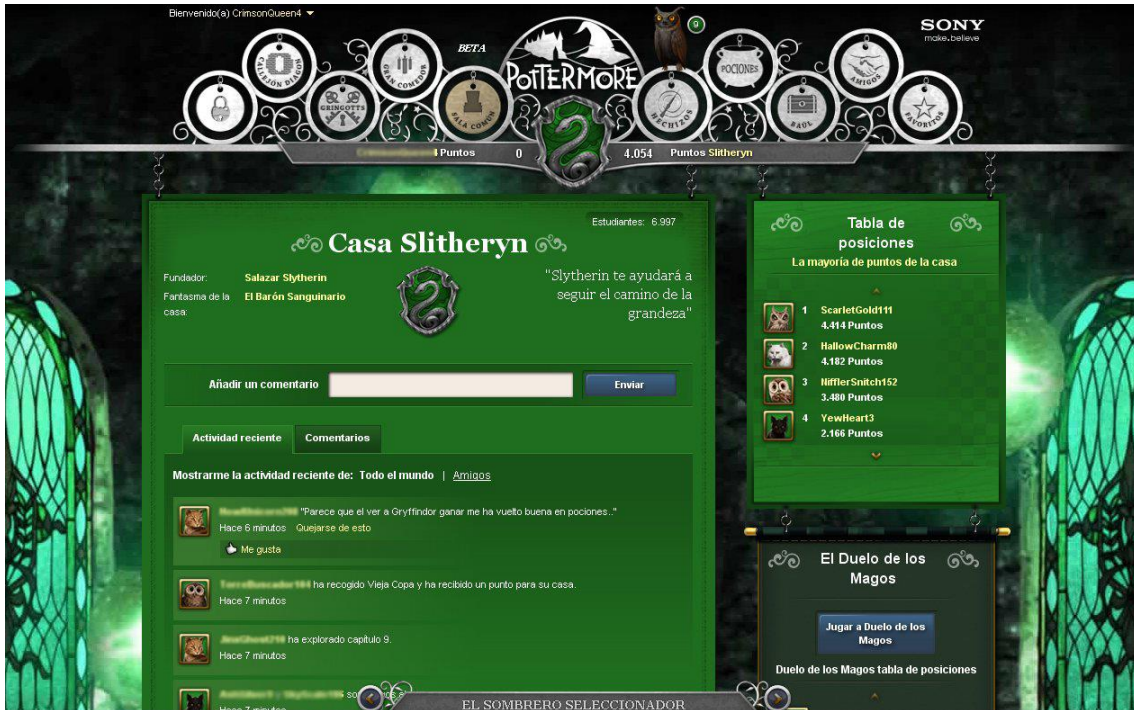 Bienvenido(a) CrimsonQueen4
BETA
9
SONY
make.believe
CALLEJÓN DIAGON
GRINGOTTS
GRAN COMEDOR
SALA COMÚN
POTTERMORE
HECHIZOS
POCIONES
BAÚL
AMIGOS
FAVORITOS
Puntos 0
4.054 Puntos Slitheryn
Estudiantes: 6.997
Casa Slitheryn
Fundador: Salazar Slytherin
Fantasma de la casa: El Barón Sanguinario
"Slytherin te ayudará a
seguir el camino de la
grandeza"
Añadir un comentario
Enviar
Actividad reciente Comentarios
Mostrarme la actividad reciente de: Todo el mundo | Amigos
"Parece que el ver a Gryffindor ganar me ha vuelto buena en pociones.."
Hace 6 minutos Quejarse de esto
Me gusta
ha recogido Vieja Copa y ha recibido un punto para su casa.
Hace 7 minutos
ha explorado capítulo 9.
Hace 7 minutos
Hace 7 minutos
Tabla de
posiciones
La mayoría de puntos de la casa
1 ScarletGold111
4.414 Puntos
2 HallowCharm80
4.182 Puntos
3 NifflerSnitch152
3.480 Puntos
4 YewHeart3
2.166 Puntos
El Duelo de los
Magos
Jugar a Duelo de los
Magos
Duelo de los Magos tabla de posiciones
EL SOMBRERO SELECCIONADOR